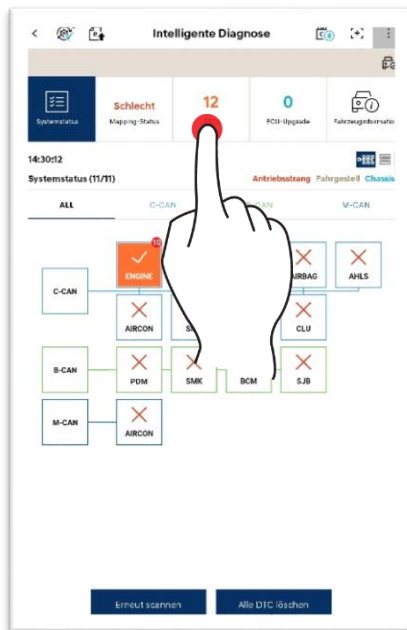 Intelligente Diagnose
Schlecht 12 0
Systemstatus Mapping-Status ECU-Upgrade Fahrzeuginformatio
14:30:12
Systemstatus (11/11) Antriebsstrang Fahrgestell Chassis
ALL C-CAN M-CAN
10
ENGINE AIRBAG AHLS
C-CAN
AIRCON CLU
B-CAN
PDM SMK BCM SJB
M-CAN
AIRCON
Erneut scannen Alle DTC löschen